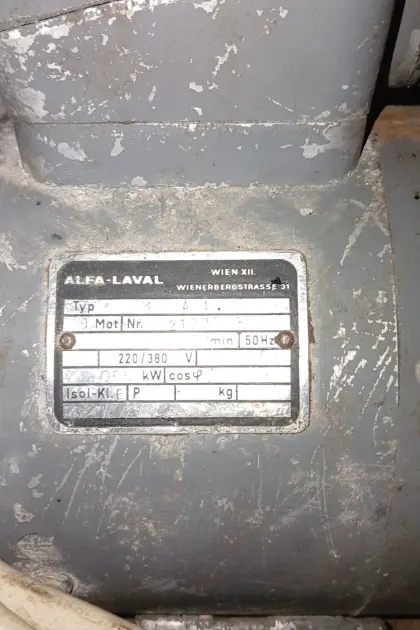 ALFA-LAVAL
WIEN XII.
WIENERBERGSTRASSE 31
Typ
Mot Nr.
min 50Hz
220/380 V
kW cosφ
Isol-Kl. E P kg